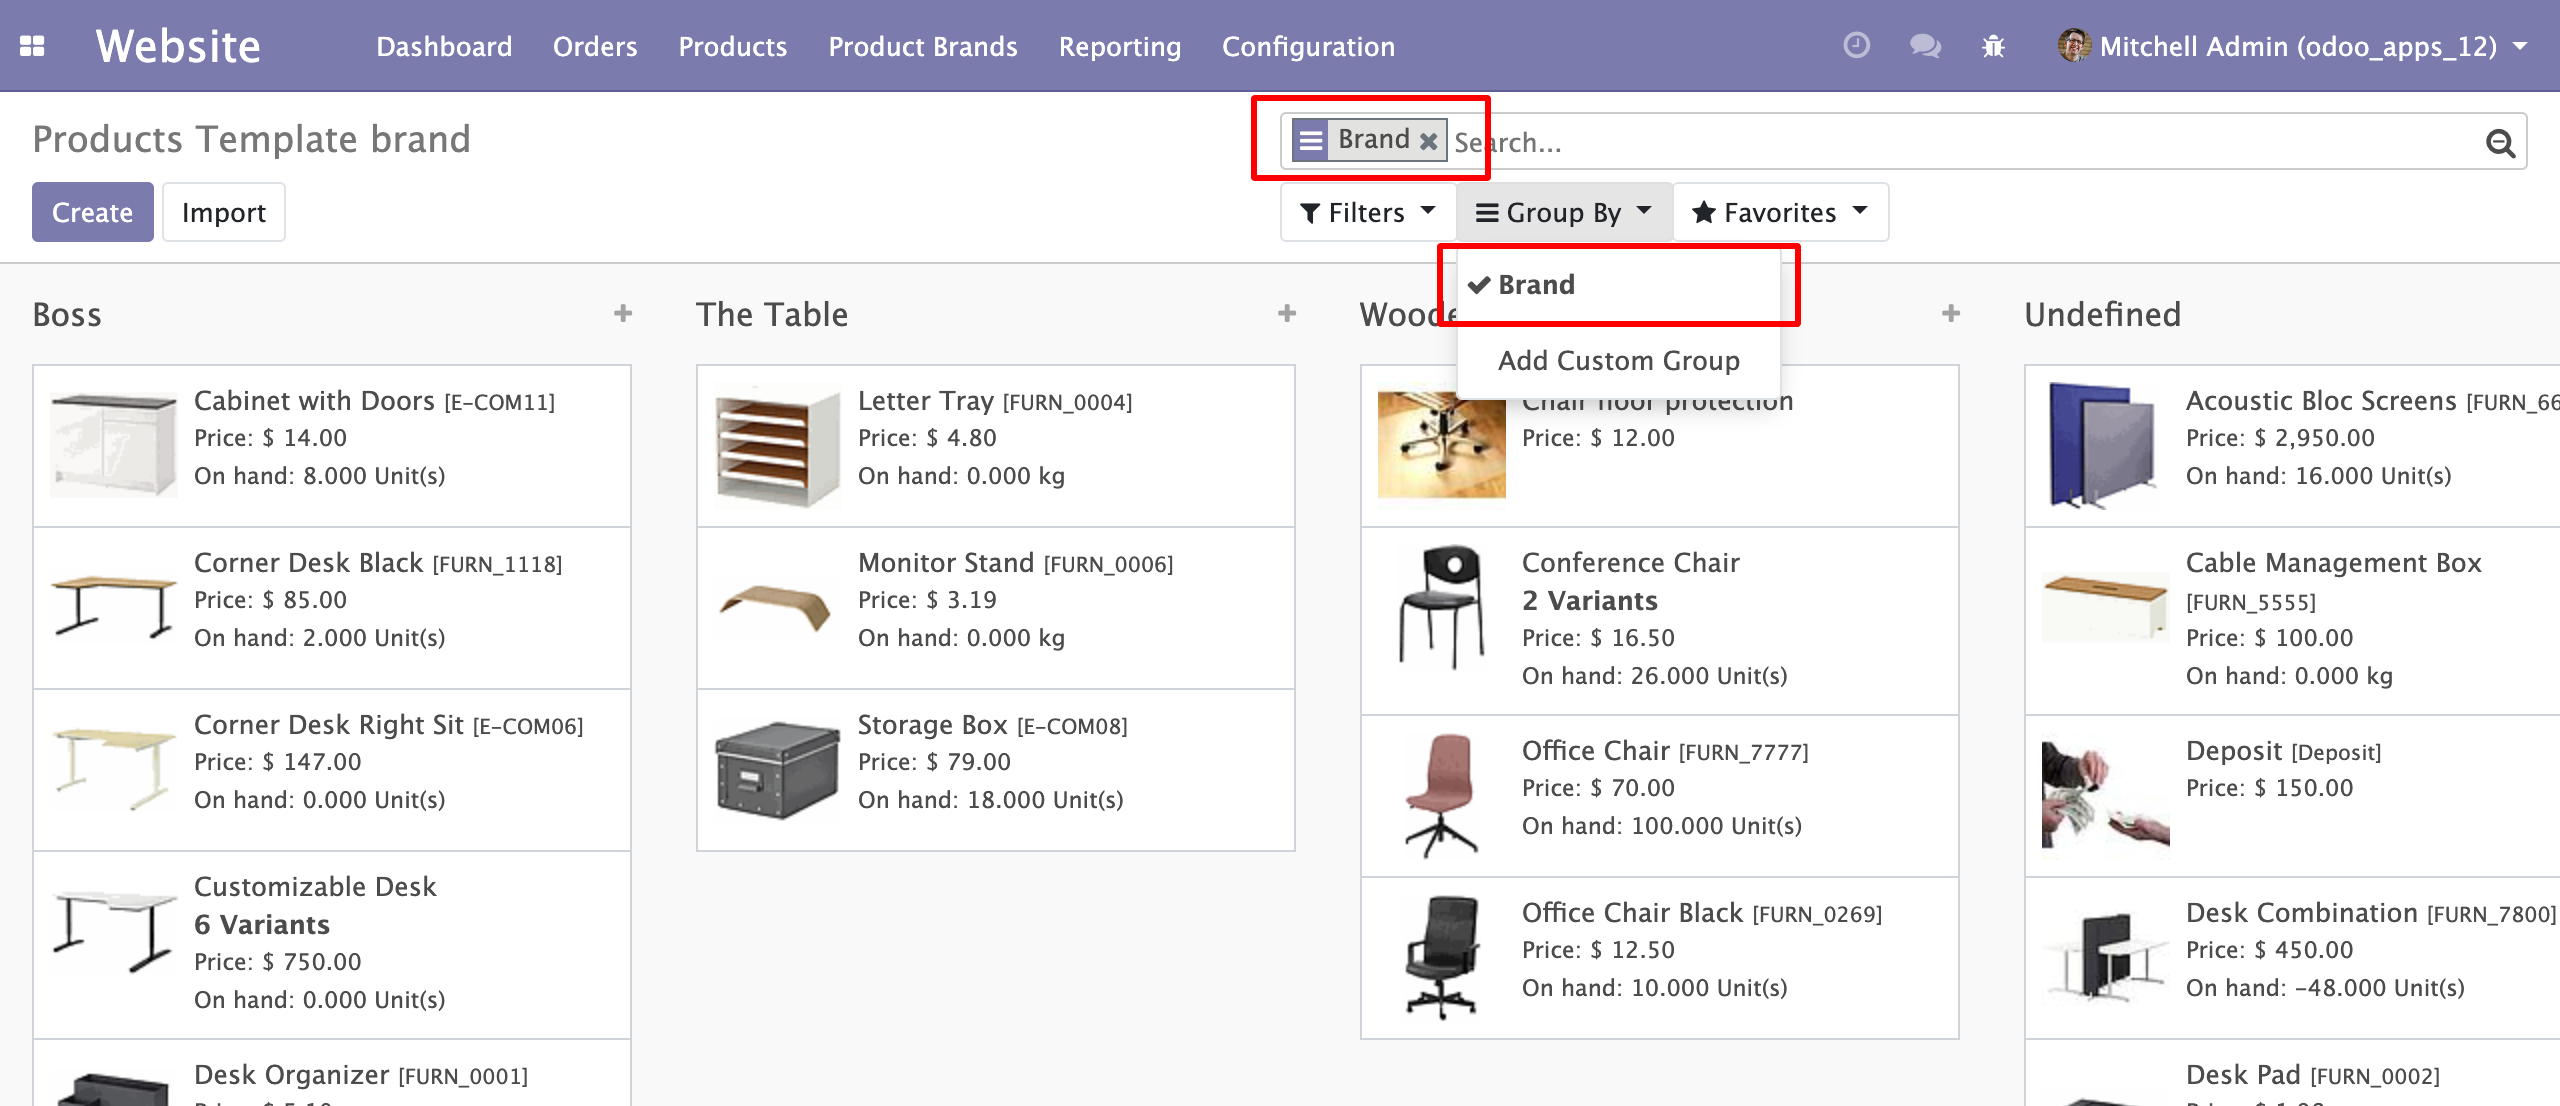 Website
Dashboard
Orders
Products
Product Brands
Reporting
Configuration
Mitchell Admin (odoo_apps_12)
Products Template brand
Brand
Search...
Create
Import
Filters
Group By
Favorites
Brand
Add Custom Group
Boss
Cabinet with Doors [E-COM11]
Price: $ 14.00
On hand: 8.000 Unit(s)
Corner Desk Black [FURN_1118]
Price: $ 85.00
On hand: 2.000 Unit(s)
Corner Desk Right Sit [E-COM06]
Price: $ 147.00
On hand: 0.000 Unit(s)
Customizable Desk
6 Variants
Price: $ 750.00
On hand: 0.000 Unit(s)
Desk Organizer [FURN_0001]
The Table
Letter Tray [FURN_0004]
Price: $ 4.80
On hand: 0.000 kg
Monitor Stand [FURN_0006]
Price: $ 3.19
On hand: 0.000 kg
Storage Box [E-COM08]
Price: $ 79.00
On hand: 18.000 Unit(s)
Woode
Chair floor protection
Price: $ 12.00
Conference Chair
2 Variants
Price: $ 16.50
On hand: 26.000 Unit(s)
Office Chair [FURN_7777]
Price: $ 70.00
On hand: 100.000 Unit(s)
Office Chair Black [FURN_0269]
Price: $ 12.50
On hand: 10.000 Unit(s)
Undefined
Acoustic Bloc Screens [FURN_66
Price: $ 2,950.00
On hand: 16.000 Unit(s)
Cable Management Box
[FURN_5555]
Price: $ 100.00
On hand: 0.000 kg
Deposit [Deposit]
Price: $ 150.00
Desk Combination [FURN_7800]
Price: $ 450.00
On hand: -48.000 Unit(s)
Desk Pad [FURN_0002]